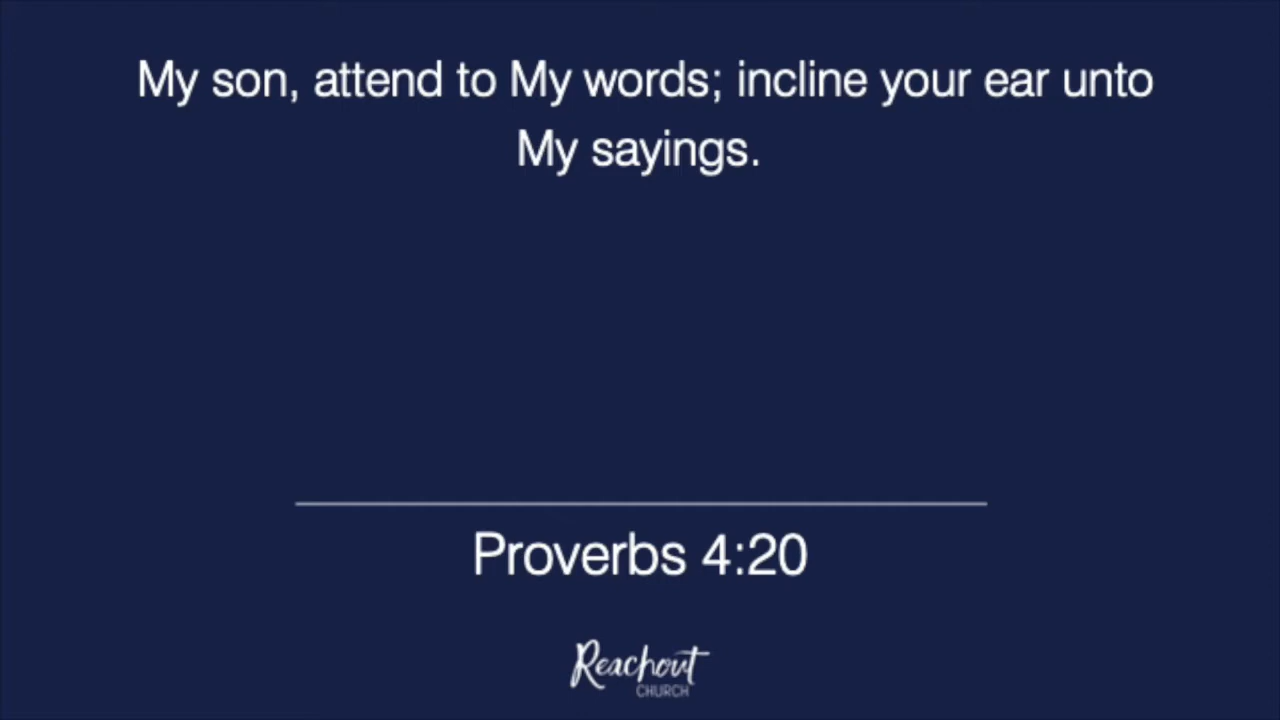 My son, attend to My words; incline your ear unto
My sayings.
Proverbs 4:20
Reachout
CHURCH